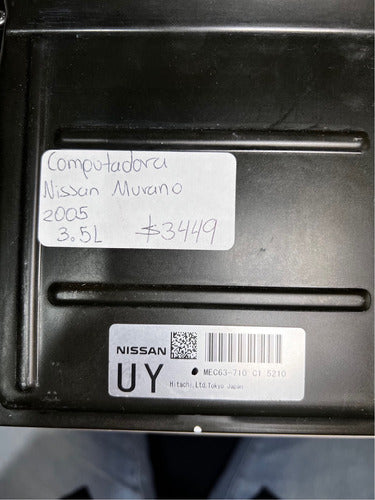 Computadora
Nissan Murano
2005
3.5L $3449
NISSAN
UY MEC63-710 C1 5210
Hitachi,Ltd.Tokyo Japan